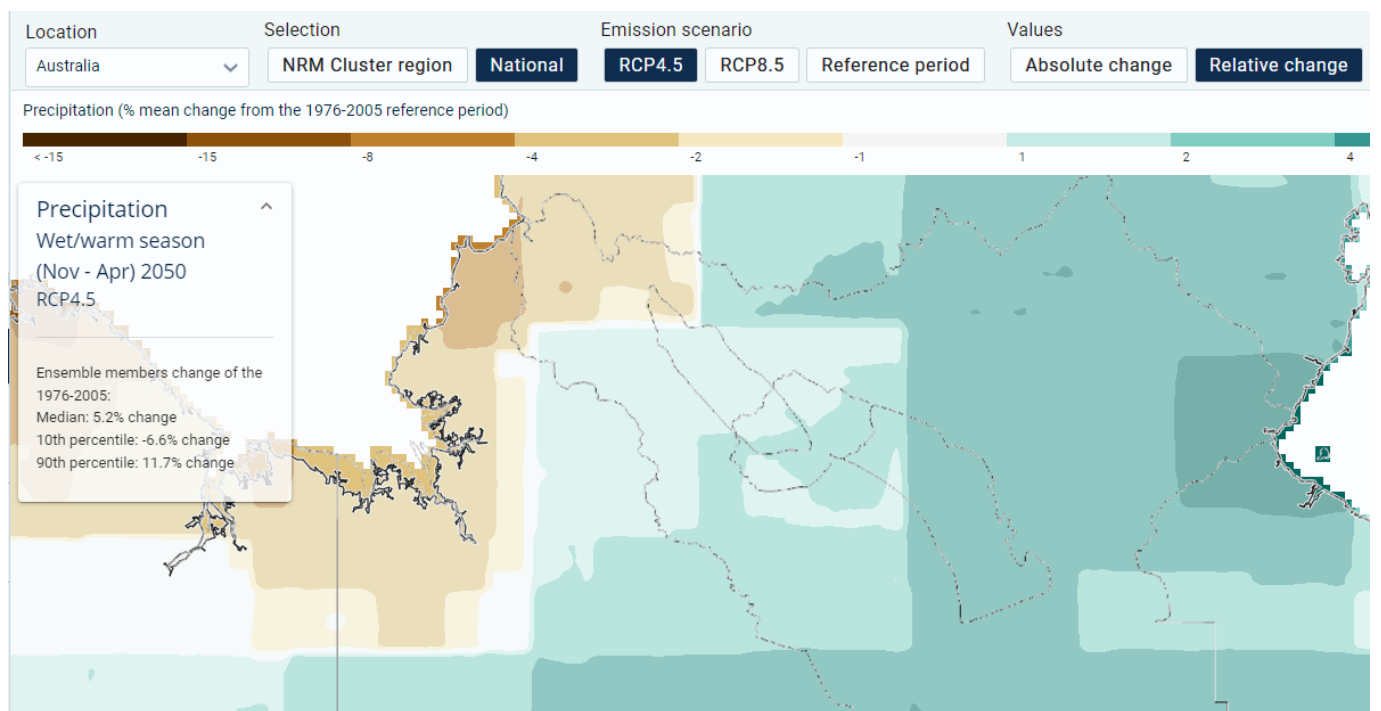 Location
Selection
Emission scenario
Values
Australia
NRM Cluster region
National
RCP4.5
RCP8.5
Reference period
Absolute change
Relative change
Precipitation (% mean change from the 1976-2005 reference period)
< -15
-15
-8
-4
-2
-1
1
2
4
Precipitation
Wet/warm season
(Nov - Apr) 2050
RCP4.5
Ensemble members change of the
1976-2005:
Median: 5.2% change
10th percentile: -6.6% change
90th percentile: 11.7% change